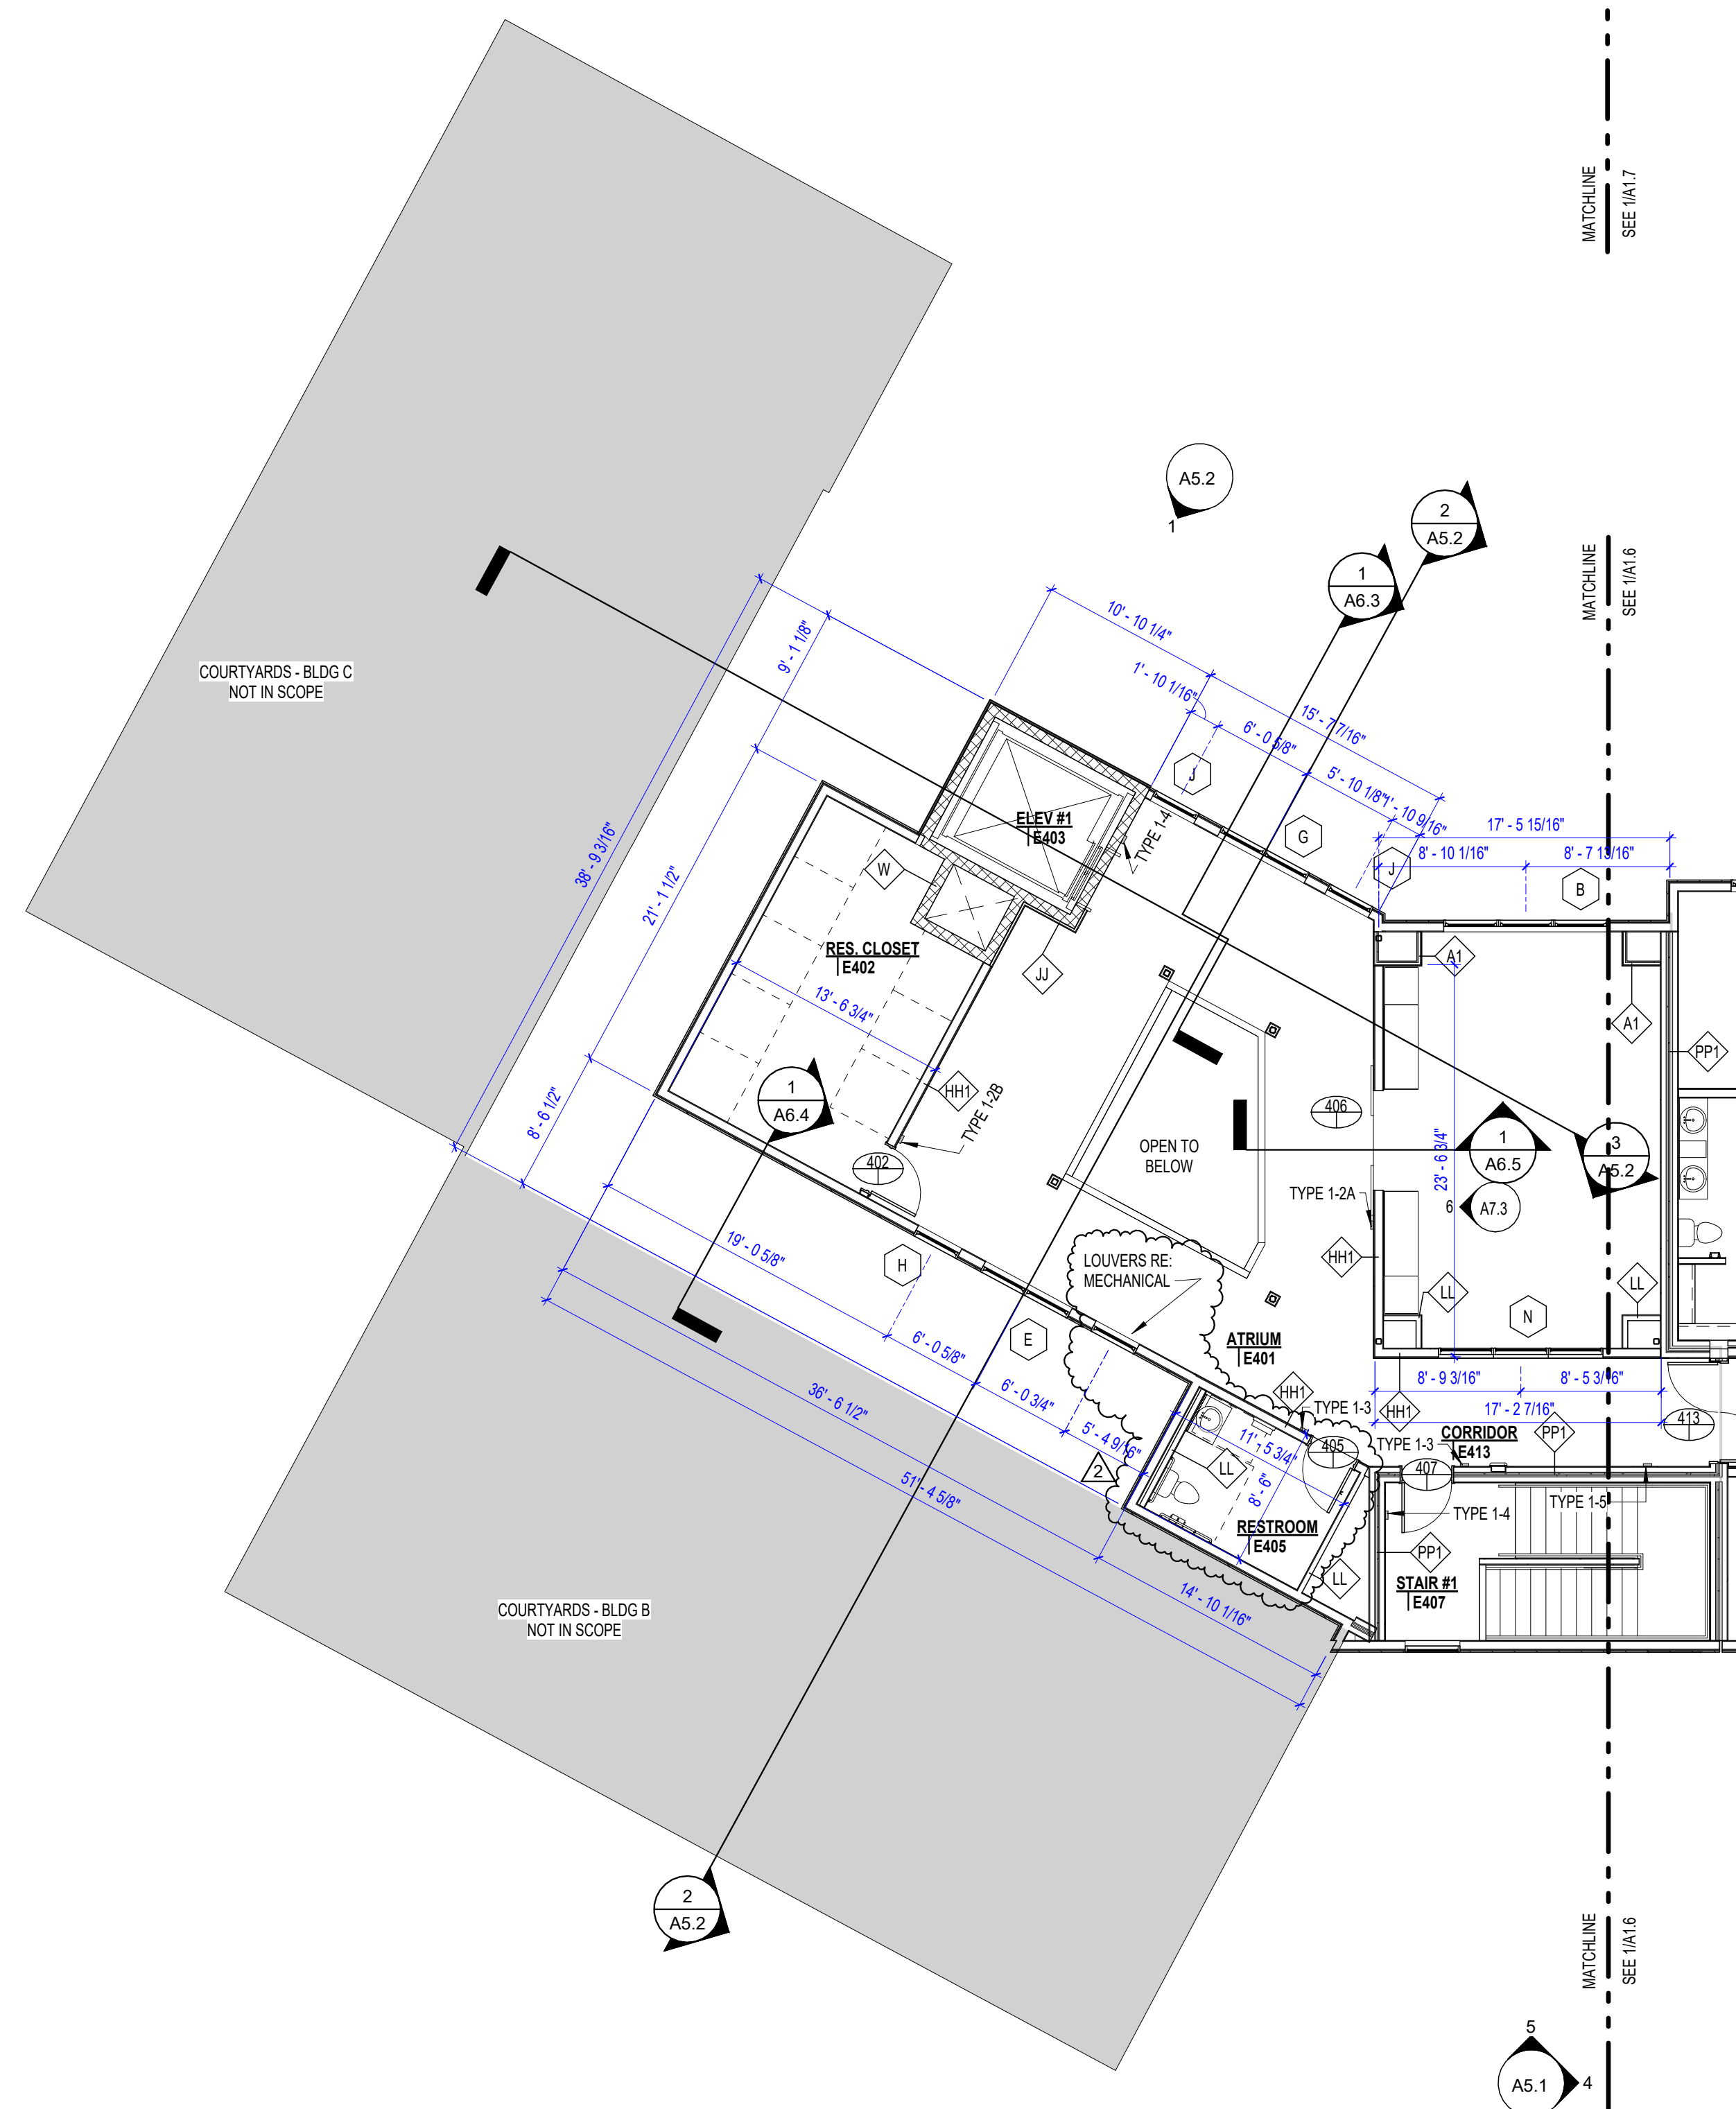 MATCHLINE
SEE 1/A1.7
A5.2
1
2
A5.2
1
A6.3
MATCHLINE
SEE 1/A1.6
10' - 10 1/4"
1' - 10 1/16"
15' - 7 7/16"
6' - 0 5/8"
5' - 10 1/8"
1' - 10 9/16"
9' - 1 1/8"
COURTYARDS - BLDG C
NOT IN SCOPE
J
G
J
B
17' - 5 15/16"
8' - 10 1/16"
8' - 7 13/16"
38' - 9 3/16"
21' - 1 1/2"
ELEV #1
E403
TYPE 1-4
W
RES. CLOSET
E402
JJ
A1
A1
PP1
13' - 6 3/4"
HH1
TYPE 1-2B
1
A6.4
8' - 6 1/2"
402
406
OPEN TO
BELOW
1
A6.5
3
A5.2
23' - 6 3/4"
TYPE 1-2A
6
A7.3
HH1
LL
LL
N
19' - 0 5/8"
H
LOUVERS RE:
MECHANICAL
E
ATRIUM
E401
6' - 0 5/8"
6' - 0 3/4"
5' - 4 9/16"
36' - 6 1/2"
51' - 4 5/8"
14' - 10 1/16"
HH1
TYPE 1-3
HH1
8' - 9 3/16"
8' - 5 3/16"
17' - 2 7/16"
413
CORRIDOR
E413
PP1
TYPE 1-3
405
407
11' - 5 3/4"
8' - 6"
LL
2
TYPE 1-5
TYPE 1-4
RESTROOM
E405
PP1
LL
STAIR #1
E407
COURTYARDS - BLDG B
NOT IN SCOPE
2
A5.2
MATCHLINE
SEE 1/A1.6
5
A5.1
4